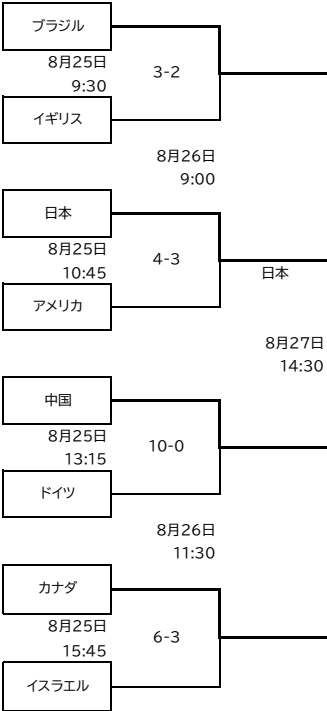 ブラジル
8月25日
9:30
3-2
イギリス
8月26日
9:00
日本
8月25日
10:45
4-3
日本
アメリカ
8月27日
14:30
中国
8月25日
13:15
10-0
ドイツ
8月26日
11:30
カナダ
8月25日
15:45
6-3
イスラエル